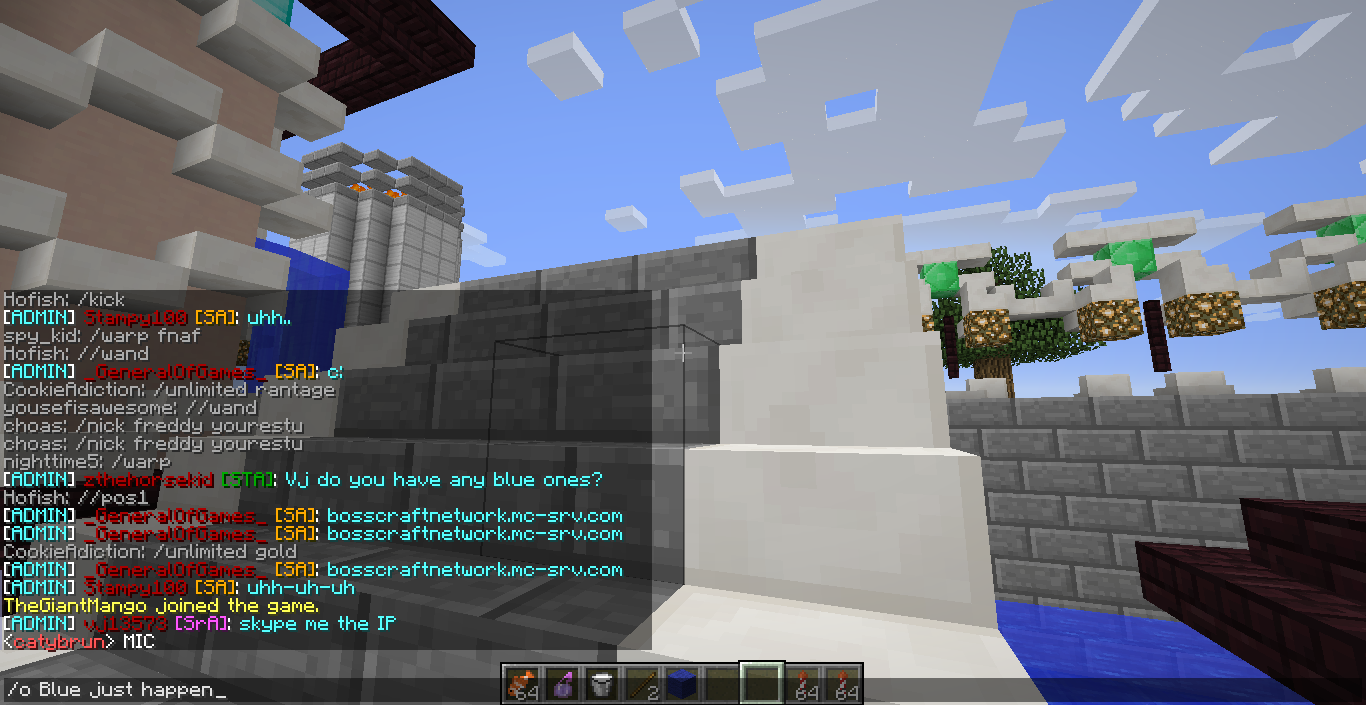 Hofish: /kick
[ADMIN] Stampy100 [SA]: uhh..
spy_kid: /warp fnaf
Hofish: //wand
[ADMIN] _GeneralOfGames_ [SA]: c:
CookieAdiction: /unlimited rantage
yousefisawesome: //wand
choas: /nick freddy yourestu
choas: /nick freddy yourestu
nighttime5: /warp
[ADMIN] zthehorsekid [STA]: Vj do you have any blue ones?
Hofish: //pos1
[ADMIN] _GeneralOfGames_ [SA]: bosscraftnetwork.mc-srv.com
[ADMIN] _GeneralOfGames_ [SA]: bosscraftnetwork.mc-srv.com
CookieAdiction: /unlimited gold
[ADMIN] _GeneralOfGames_ [SA]: bosscraftnetwork.mc-srv.com
[ADMIN] Stampy100 [SA]: uhh-uh-uh
TheGiantMango joined the game.
[ADMIN] vj13573 [SrA]: skype me the IP
<catybrun> MIC
/o Blue just happen_
64 2 64 64